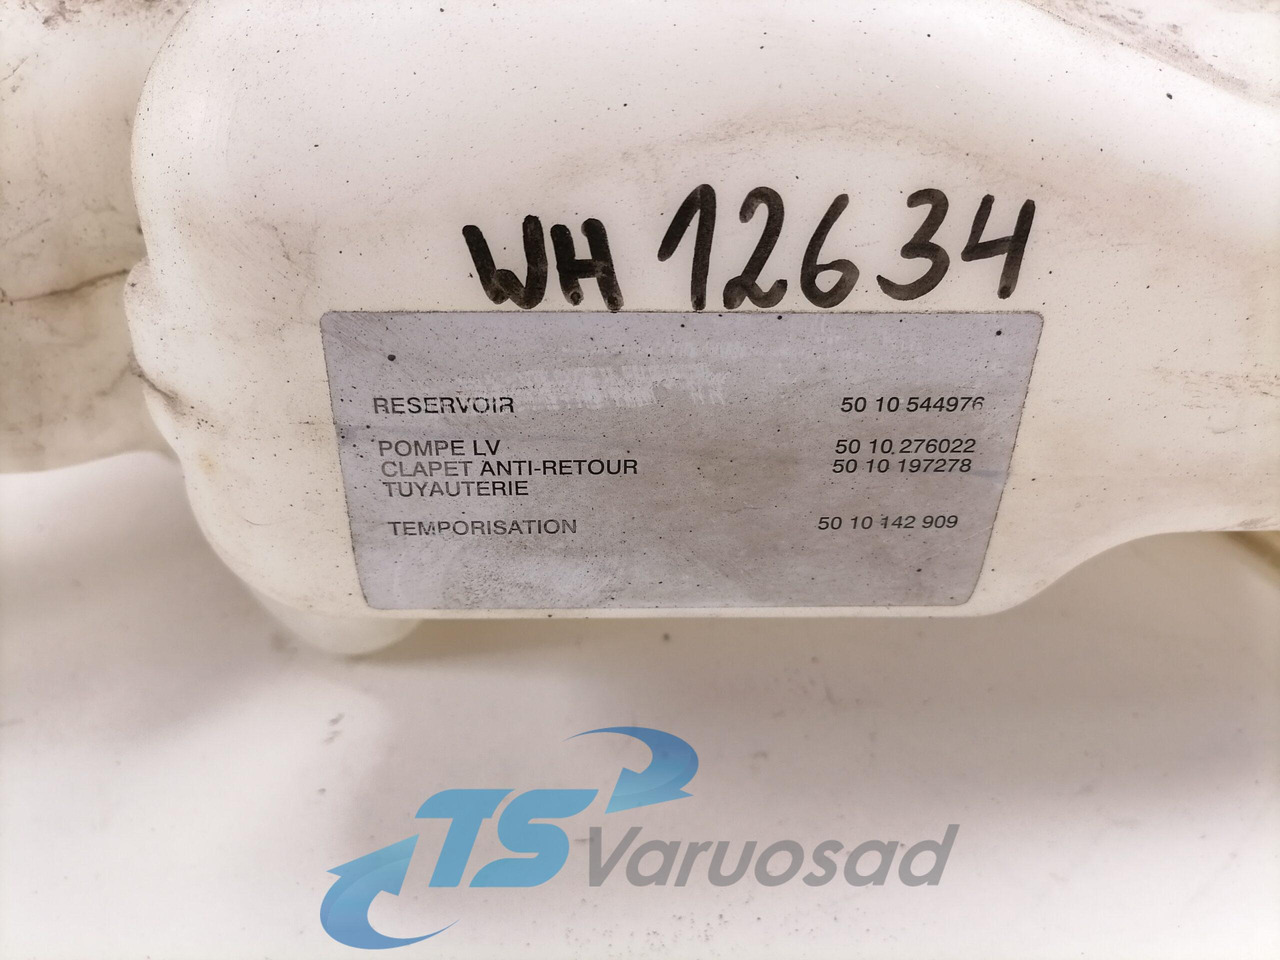 WH 12634
RESERVOIR 50 10 544976
POMPE LV 50 10 276022
CLAPET ANTI-RETOUR 50 10 197278
TUYAUTERIE
TEMPORISATION 50 10 142 909
TS Varuosad